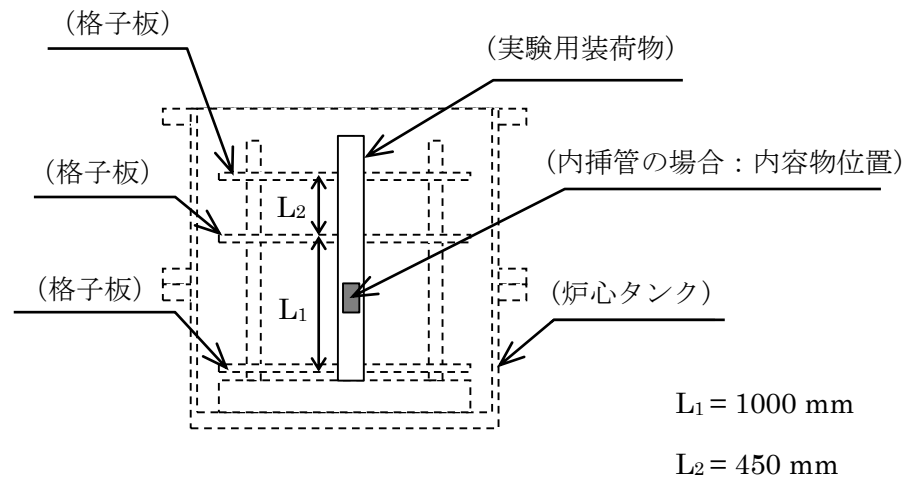 (格子板)
(実験用装荷物)
(格子板)
(内挿管の場合:内容物位置)
L₂
(格子板)
(炉心タンク)
L₁
L₁ = 1000 mm
L₂ = 450 mm